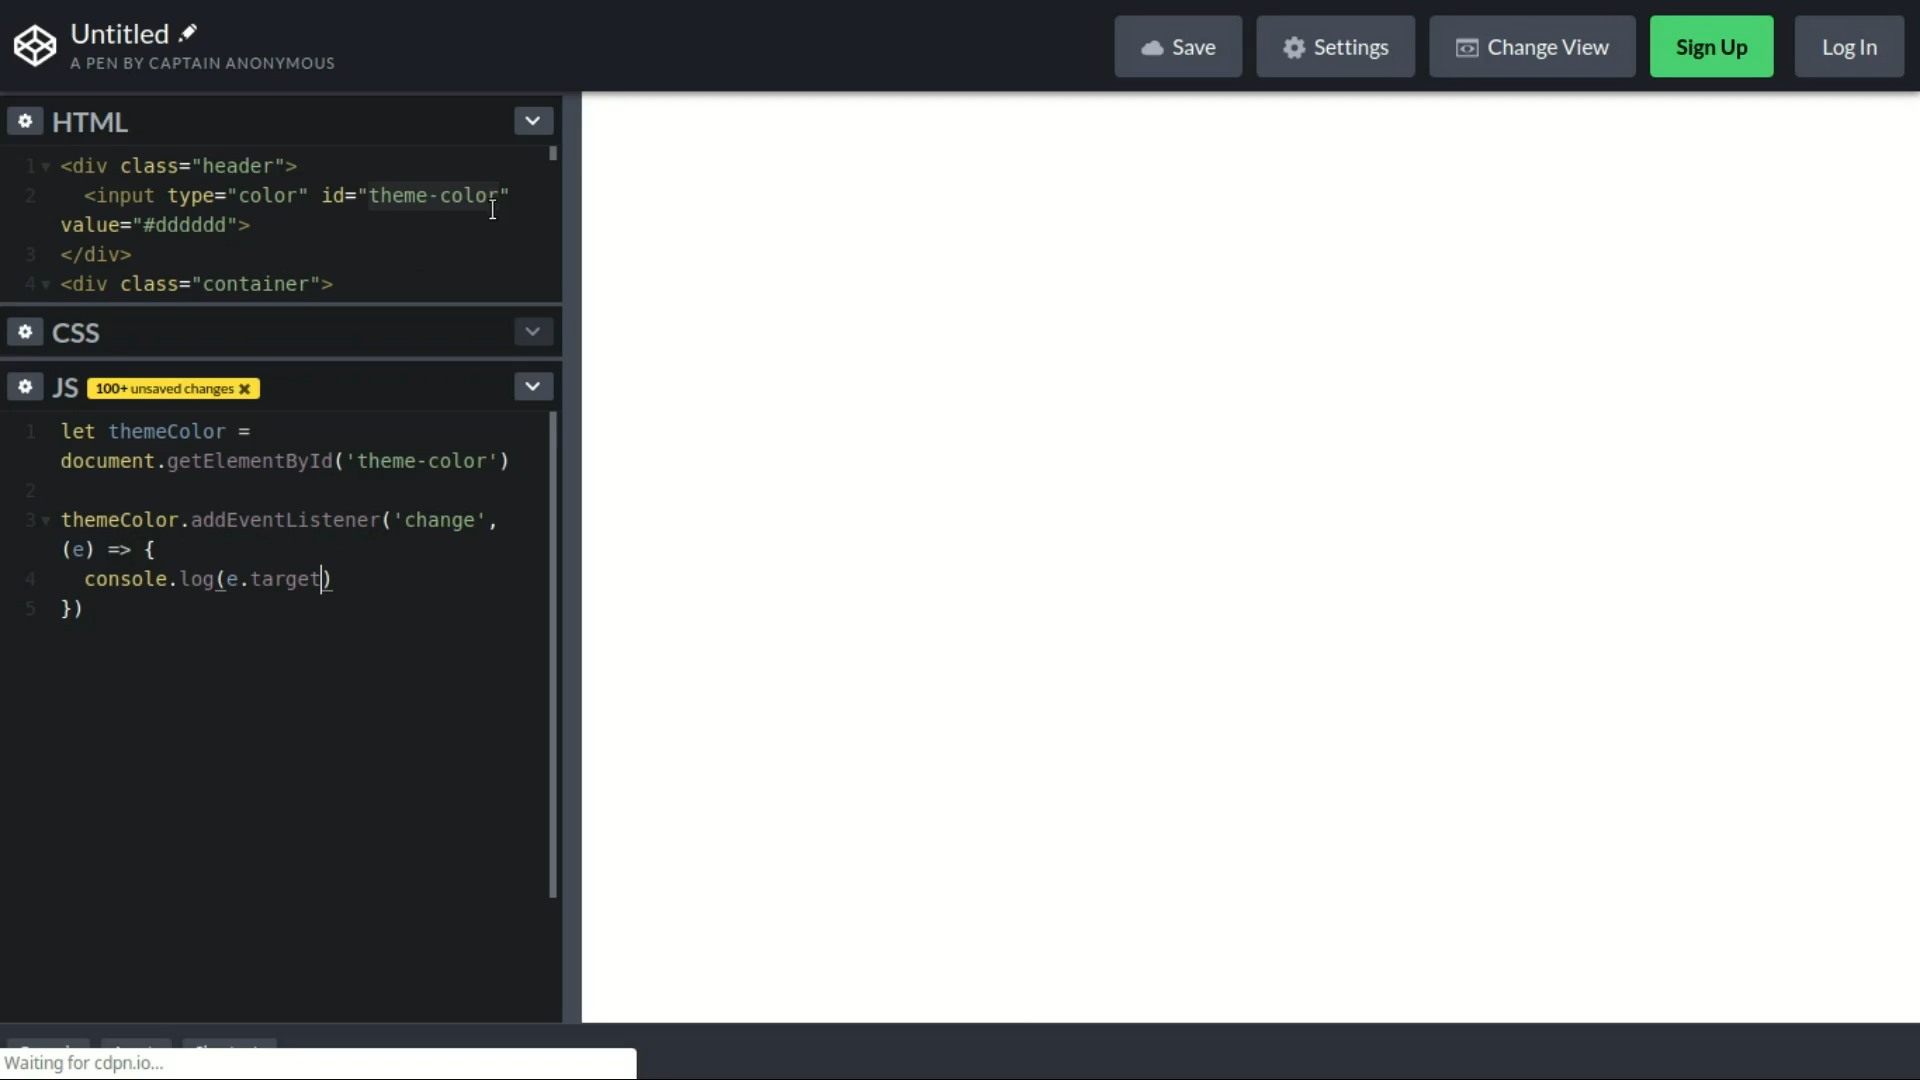 Untitled
A PEN BY CAPTAIN ANONYMOUS
Save
Settings
Change View
Sign Up
Log In
HTML
1 <div class="header">
2 <input type="color" id="theme-color"
value="#dddddd">
3 </div>
4 <div class="container">
CSS
JS 100+ unsaved changes
1 let themeColor =
document.getElementById('theme-color')
2
3 themeColor.addEventListener('change',
(e) => {
4 console.log(e.target)
5 })
Waiting for cdpn.io...